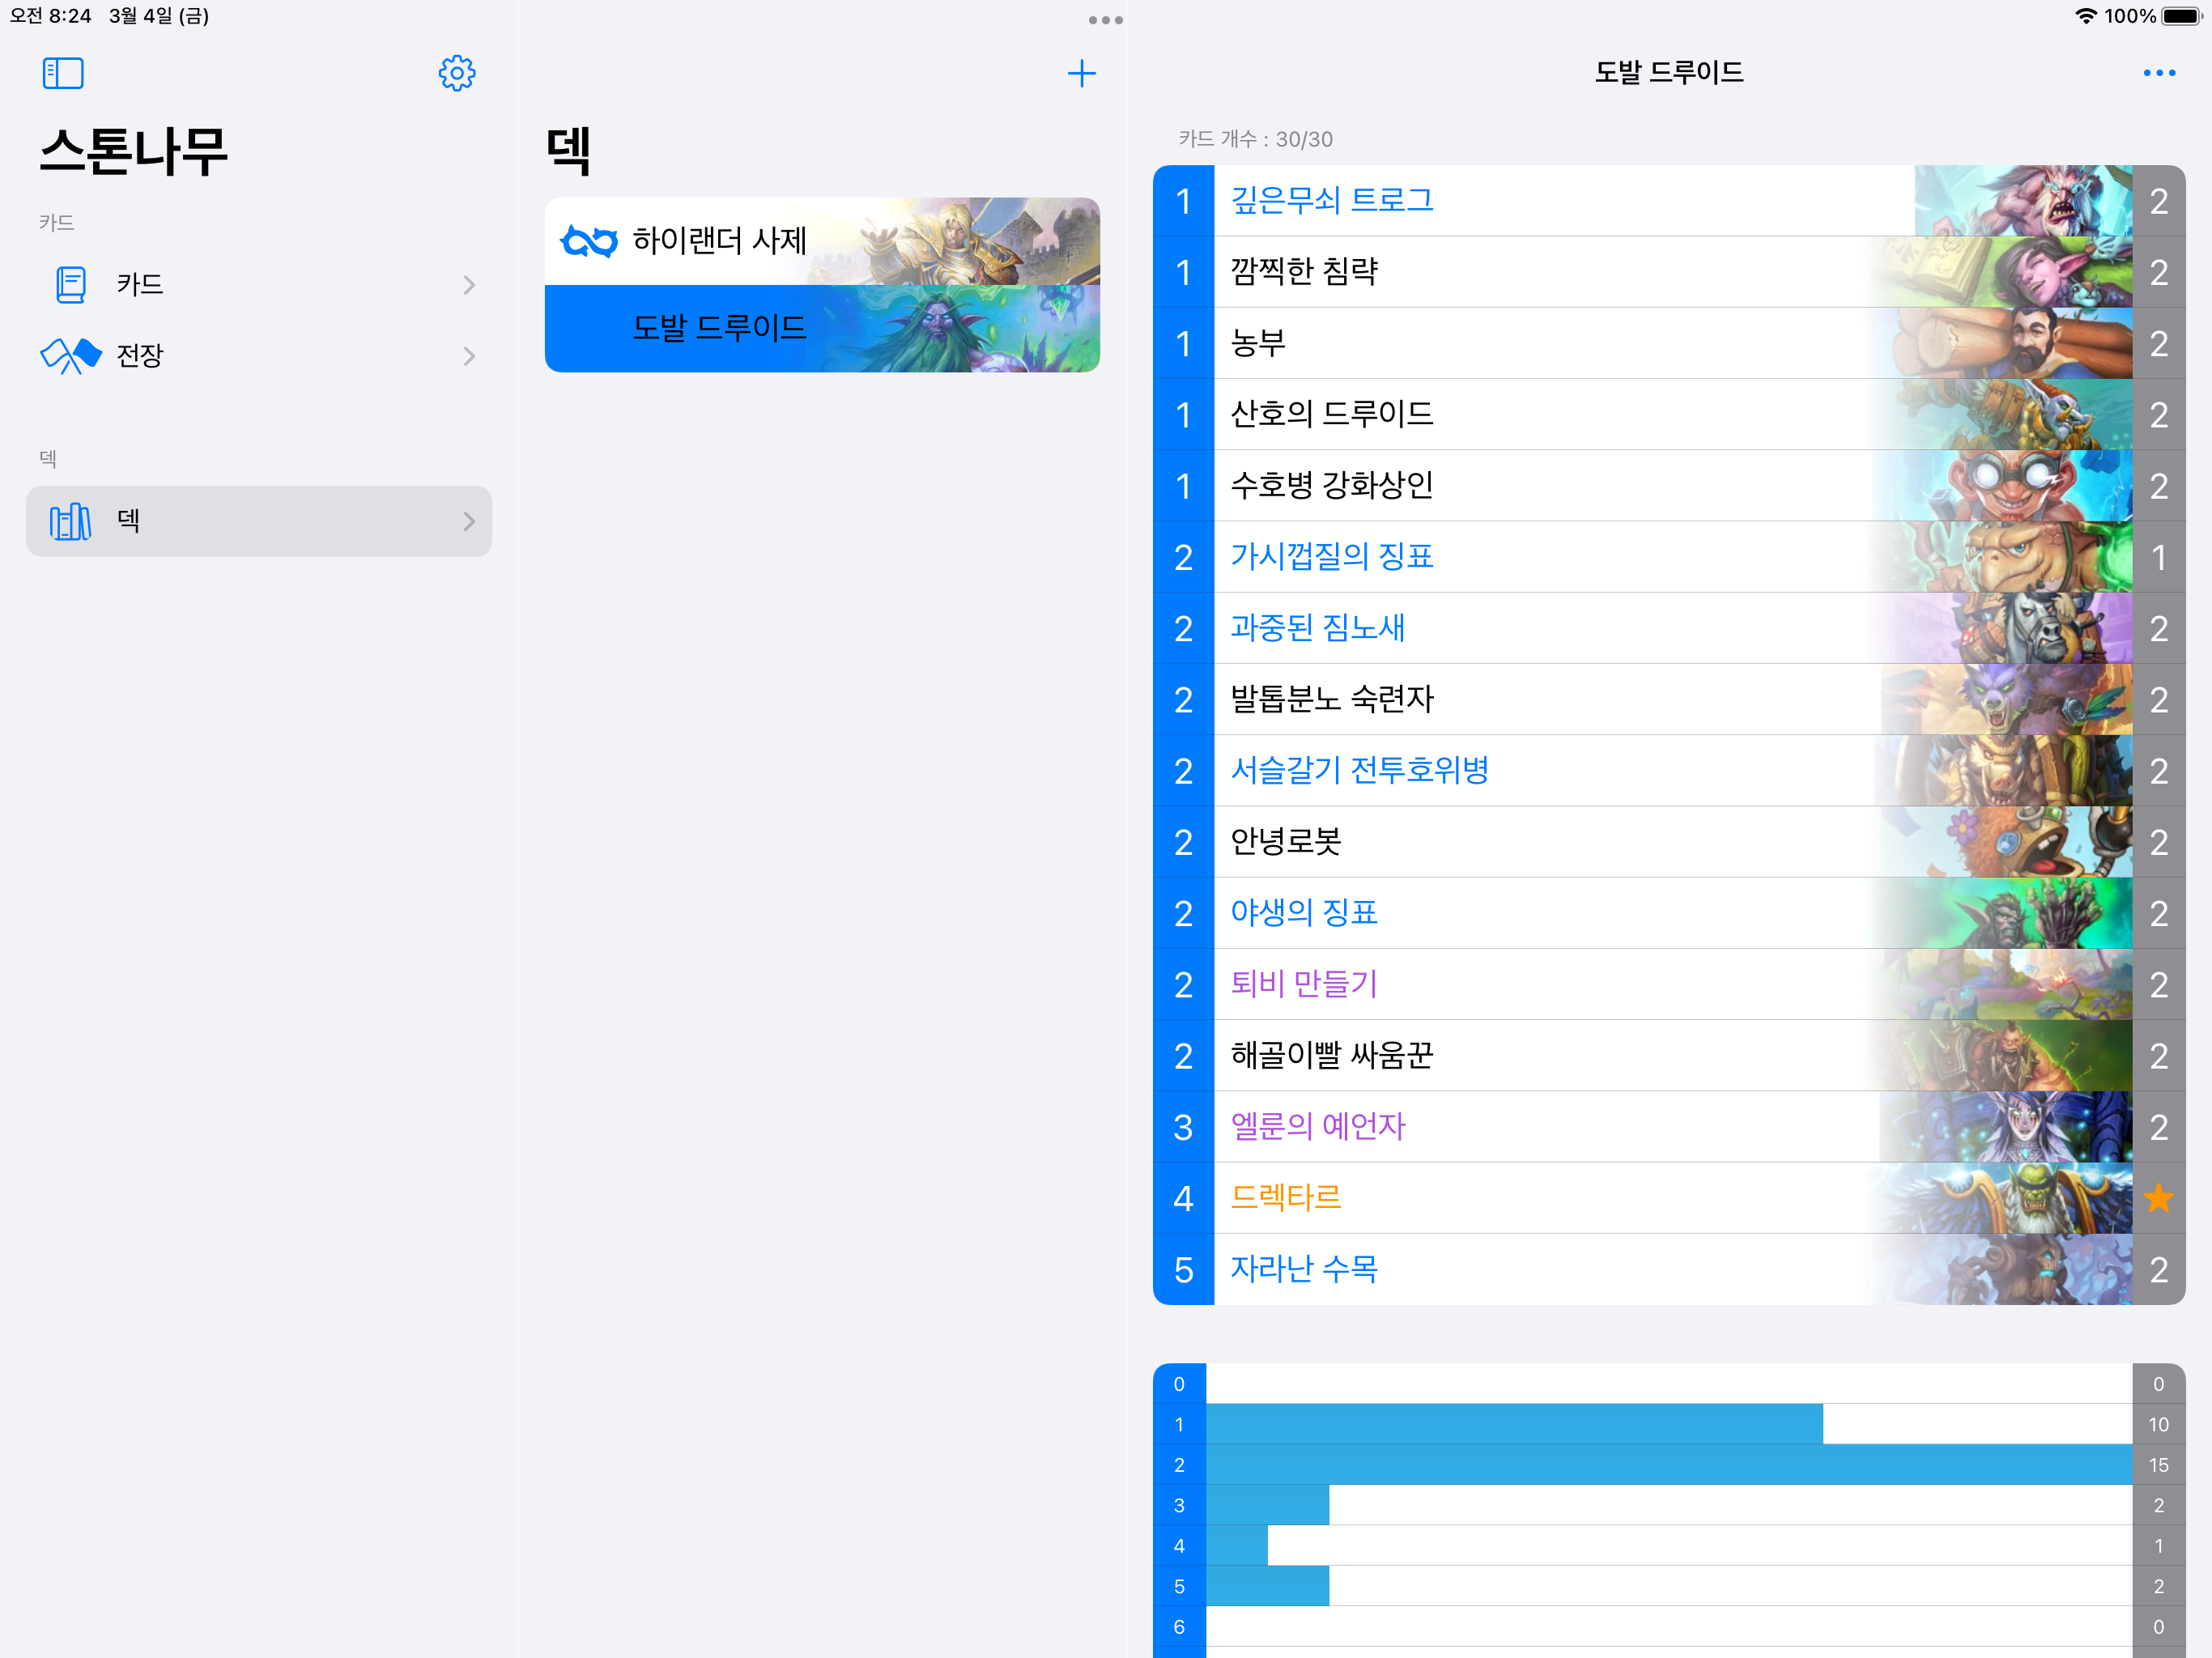 오전 8:24 3월 4일 (금)
100%
스톤나무
카드
카드
전장
덱
덱
덱
하이랜더 사제
도발 드루이드
도발 드루이드
카드 개수 : 30/30
1 깊은무쇠 트로그 2
1 깜찍한 침략 2
1 농부 2
1 산호의 드루이드 2
1 수호병 강화상인 2
2 가시껍질의 징표 1
2 과중된 짐노새 2
2 발톱분노 숙련자 2
2 서슬갈기 전투호위병 2
2 안녕로봇 2
2 야생의 징표 2
2 퇴비 만들기 2
2 해골이빨 싸움꾼 2
3 엘룬의 예언자 2
4 드렉타르
5 자라난 수목 2
0 0
1 10
2 15
3 2
4 1
5 2
6 0